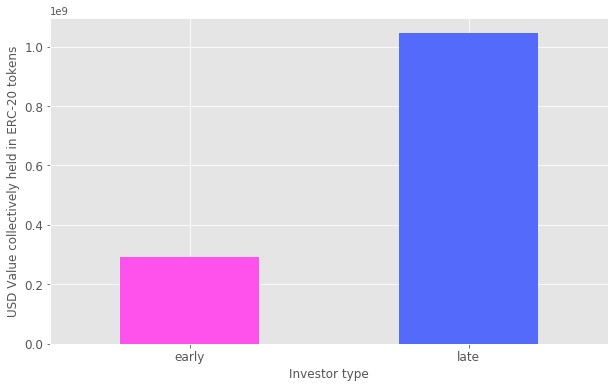 1e9
1.0
0.8
0.6
0.4
0.2
0.0
USD Value collectively held in ERC-20 tokens
early
late
Investor type